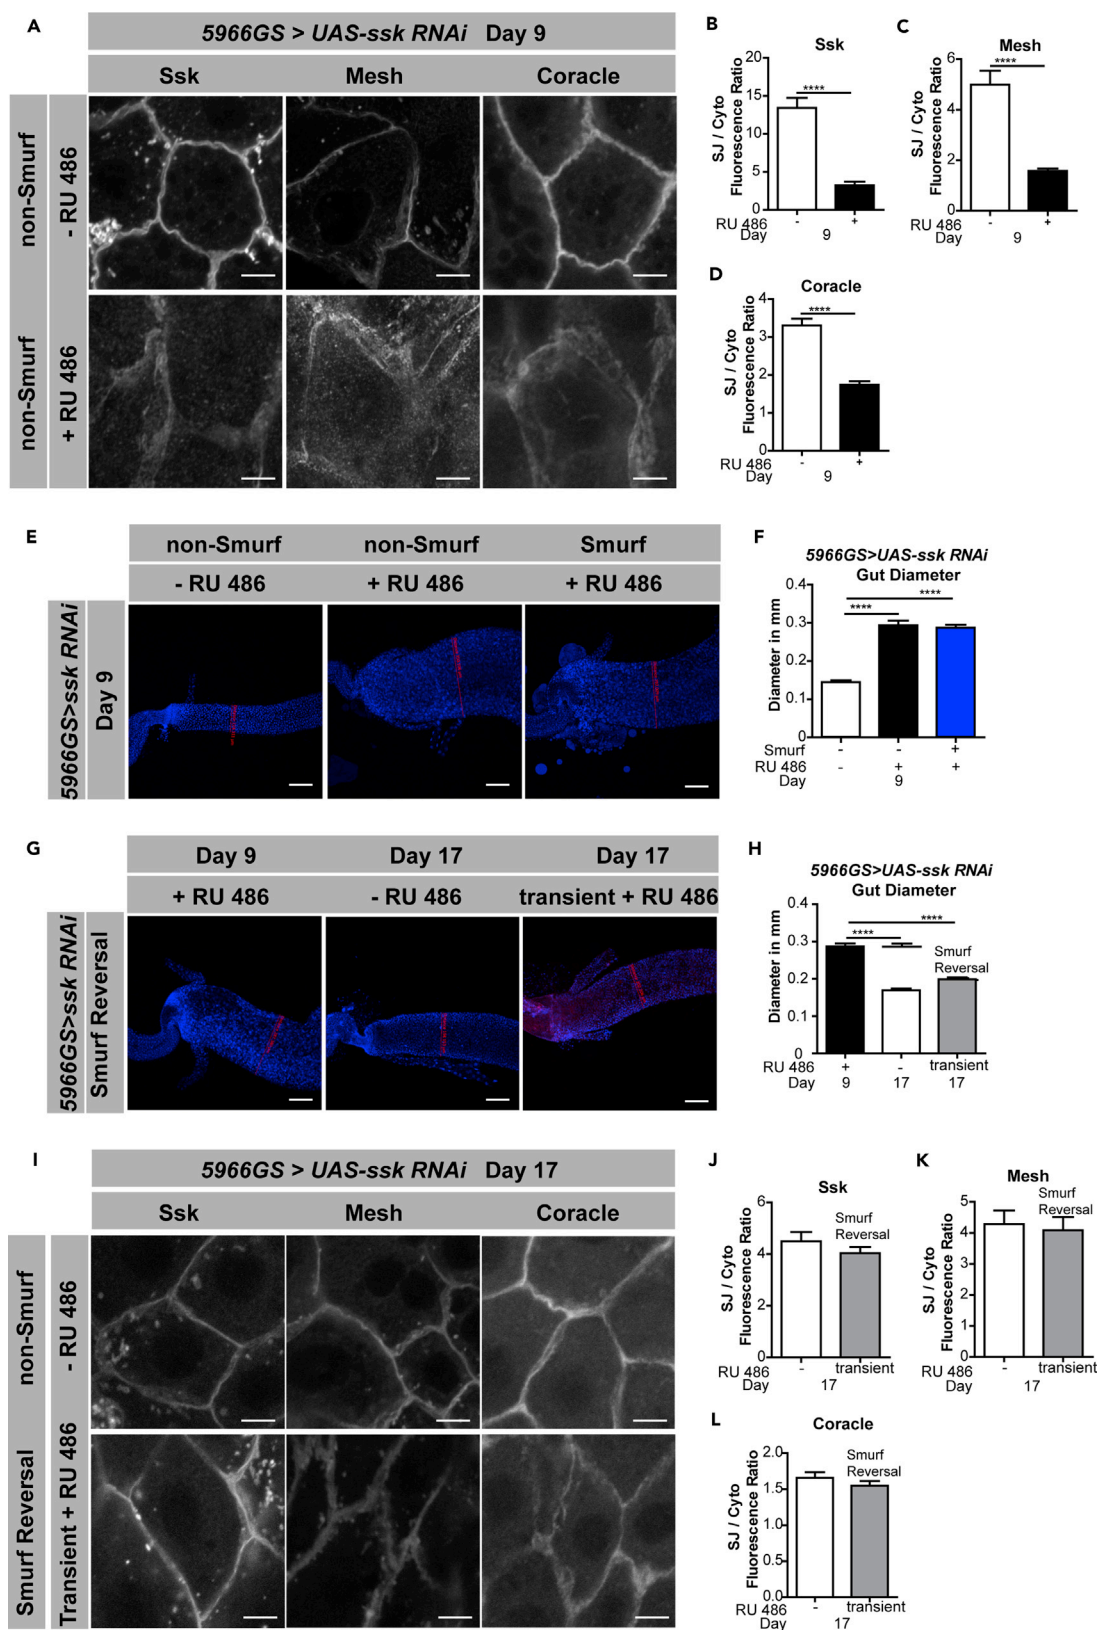 A
5966GS > UAS-ssk RNAi Day 9
Ssk Mesh Coracle
non-Smurf
- RU 486
non-Smurf
+ RU 486
B
Ssk
SJ / Cyto
Fluorescence Ratio
20
15
10
5
0
****
RU 486 - +
Day 9
C
Mesh
SJ / Cyto
Fluorescence Ratio
6
4
2
0
****
RU 486 - +
Day 9
D
Coracle
SJ / Cyto
Fluorescence Ratio
4
3
2
1
0
****
RU 486 - +
Day 9
E
non-Smurf non-Smurf Smurf
- RU 486 + RU 486 + RU 486
5966GS>ssk RNAi
Day 9
F
5966GS>UAS-ssk RNAi
Gut Diameter
Diameter in mm
0.4
0.3
0.2
0.1
0
****
****
Smurf - - +
RU 486 - + +
Day 9
G
Day 9 Day 17 Day 17
+ RU 486 - RU 486 transient + RU 486
5966GS>ssk RNAi
Smurf Reversal
H
5966GS>UAS-ssk RNAi
Gut Diameter
Diameter in mm
0.4
0.3
0.2
0.1
0
****
****
Smurf
Reversal
RU 486 + - transient
Day 9 17 17
I
5966GS > UAS-ssk RNAi Day 17
Ssk Mesh Coracle
non-Smurf
- RU 486
Smurf Reversal
Transient + RU 486
J
Ssk
SJ / Cyto
Fluorescence Ratio
6
4
2
0
Smurf
Reversal
RU 486 - transient
Day 17
K
Mesh
SJ / Cyto
Fluorescence Ratio
5
4
3
2
1
0
Smurf
Reversal
RU 486 - transient
Day 17
L
Coracle
SJ / Cyto
Fluorescence Ratio
2.0
1.5
1.0
0.5
0.0
Smurf
Reversal
RU 486 - transient
Day 17